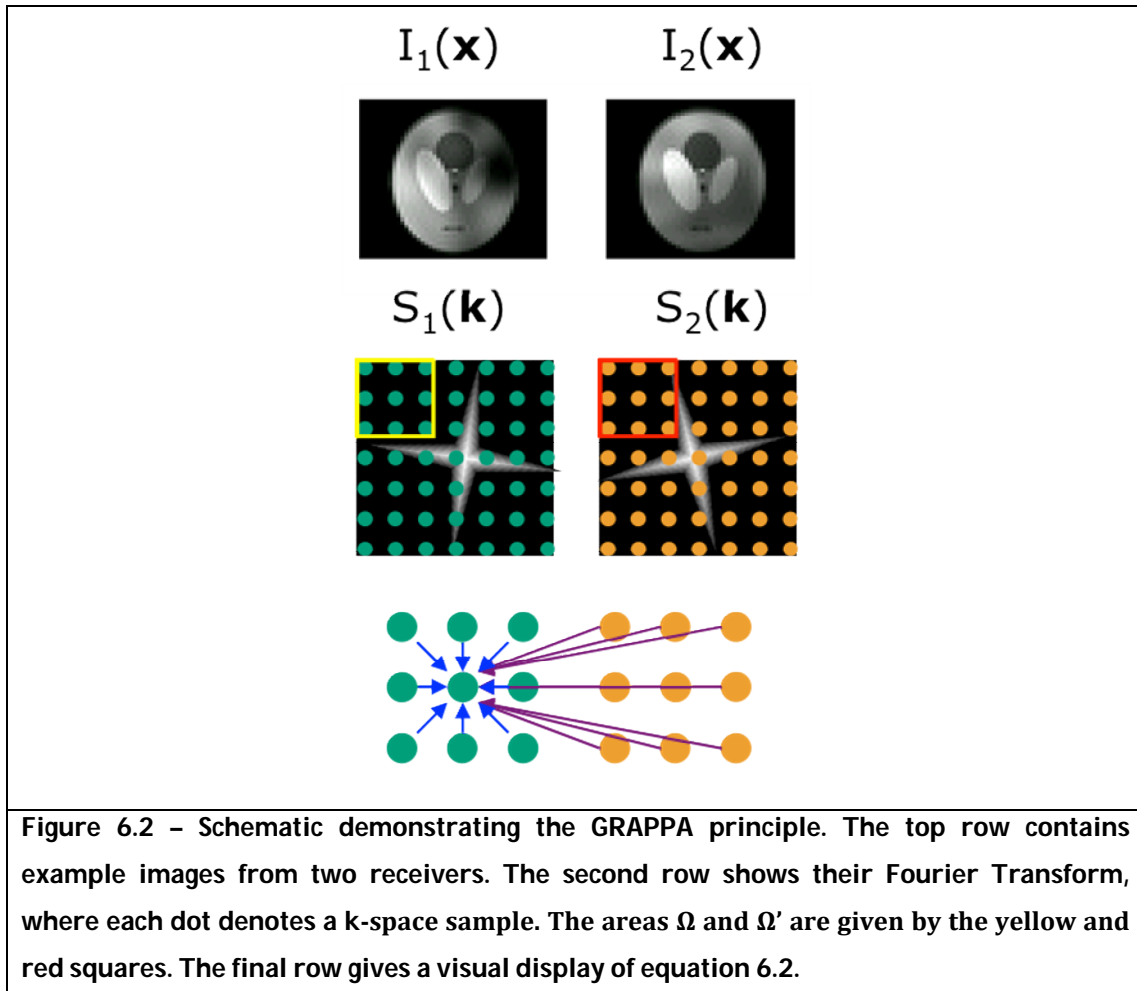 I₁(x) I₂(x)
S₁(k) S₂(k)
Figure 6.2 – Schematic demonstrating the GRAPPA principle. The top row contains
example images from two receivers. The second row shows their Fourier Transform,
where each dot denotes a k-space sample. The areas Ω and Ω’ are given by the yellow and
red squares. The final row gives a visual display of equation 6.2.